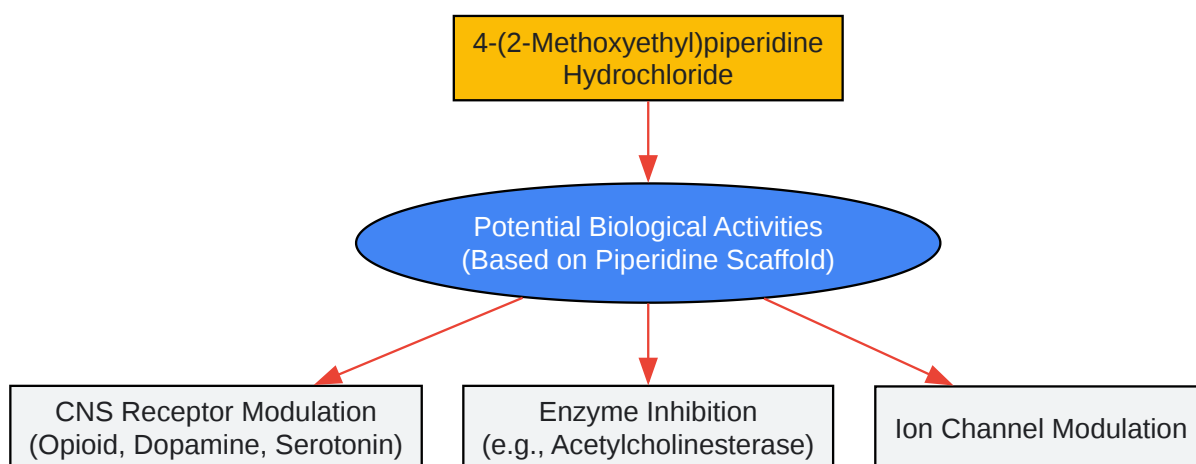 4-(2-Methoxyethyl)piperidine
Hydrochloride
Potential Biological Activities
(Based on Piperidine Scaffold)
CNS Receptor Modulation
(Opioid, Dopamine, Serotonin)
Enzyme Inhibition
(e.g., Acetylcholinesterase)
Ion Channel Modulation